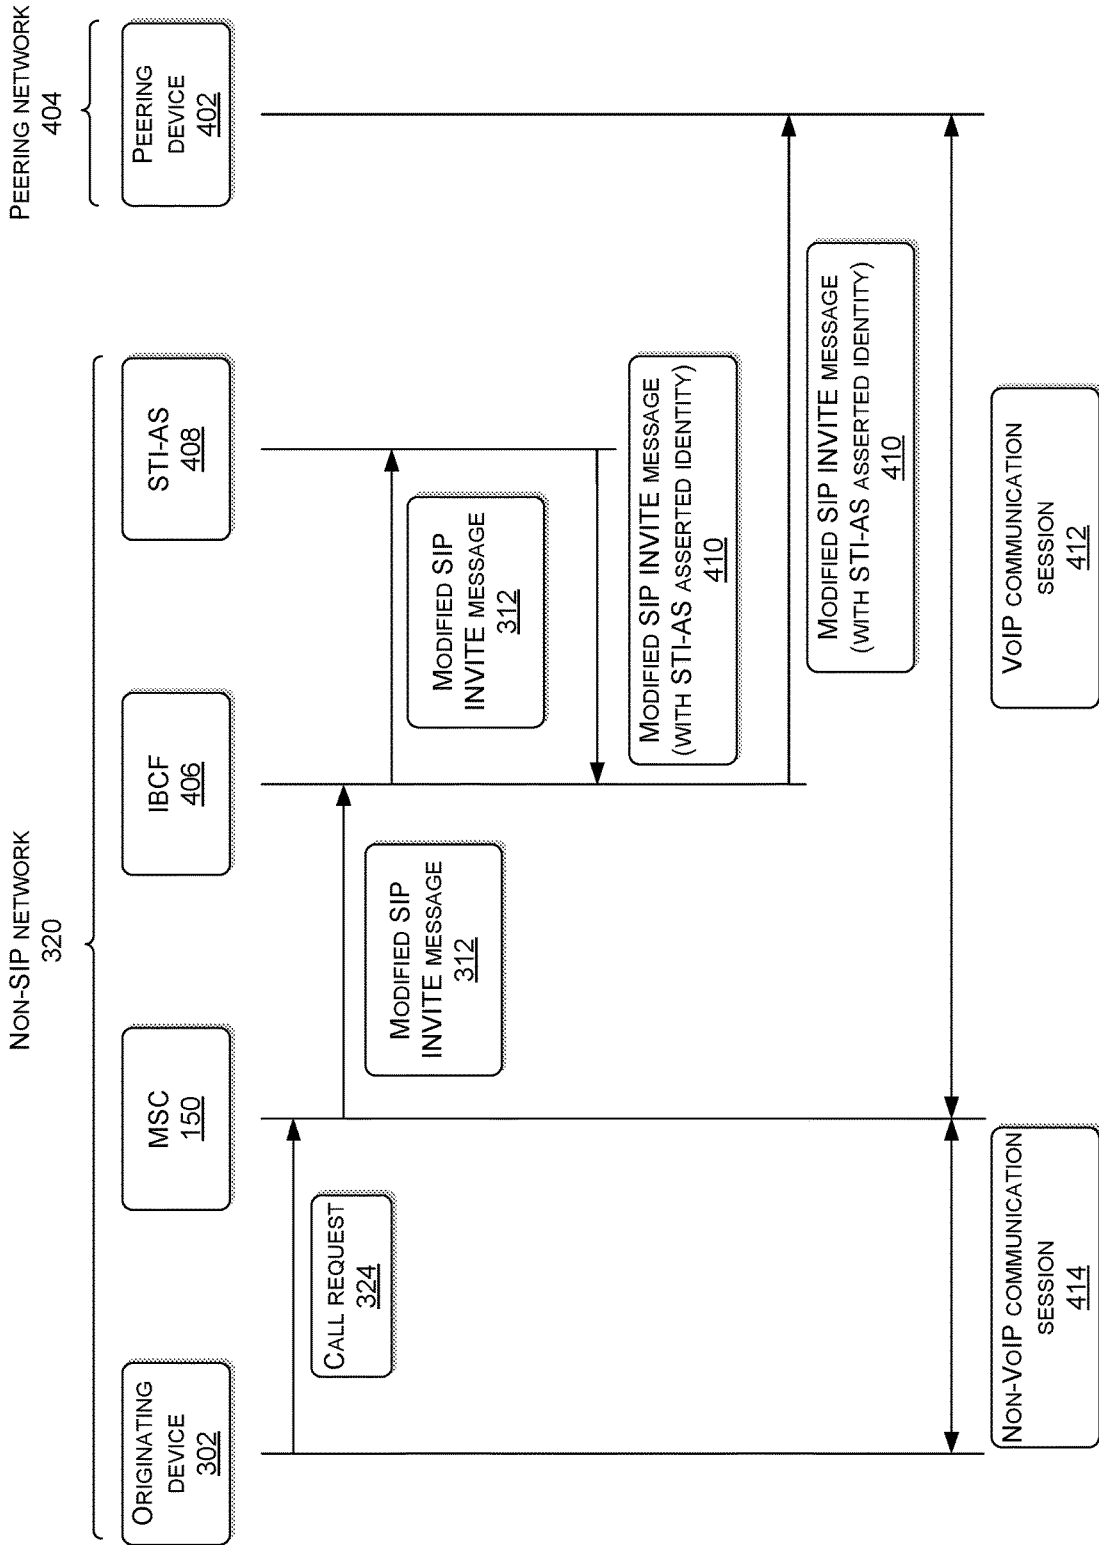 NON-SIP NETWORK
320
PEERING NETWORK
404
ORIGINATING
DEVICE
302
MSC
150
IBCF
406
STI-AS
408
PEERING
DEVICE
402
CALL REQUEST
324
MODIFIED SIP
INVITE MESSAGE
312
MODIFIED SIP
INVITE MESSAGE
312
MODIFIED SIP INVITE MESSAGE
(WITH STI-AS ASSERTED IDENTITY)
410
MODIFIED SIP INVITE MESSAGE
(WITH STI-AS ASSERTED IDENTITY)
410
NON-VOIP COMMUNICATION
SESSION
414
VOIP COMMUNICATION
SESSION
412